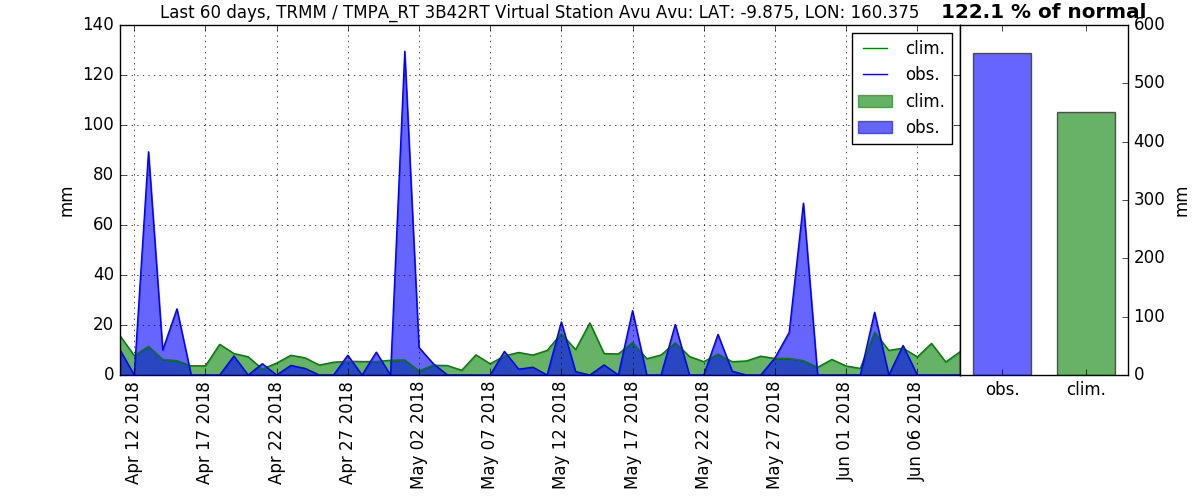 Last 60 days, TRMM / TMPA_RT 3B42RT Virtual Station Avu Avu: LAT: -9.875, LON: 160.375
122.1 % of normal
140
120
100
80
60
40
20
0
mm
clim.
obs.
clim.
obs.
Apr 12 2018
Apr 17 2018
Apr 22 2018
Apr 27 2018
May 02 2018
May 07 2018
May 12 2018
May 17 2018
May 22 2018
May 27 2018
Jun 01 2018
Jun 06 2018
600
500
400
300
200
100
0
mm
obs.
clim.